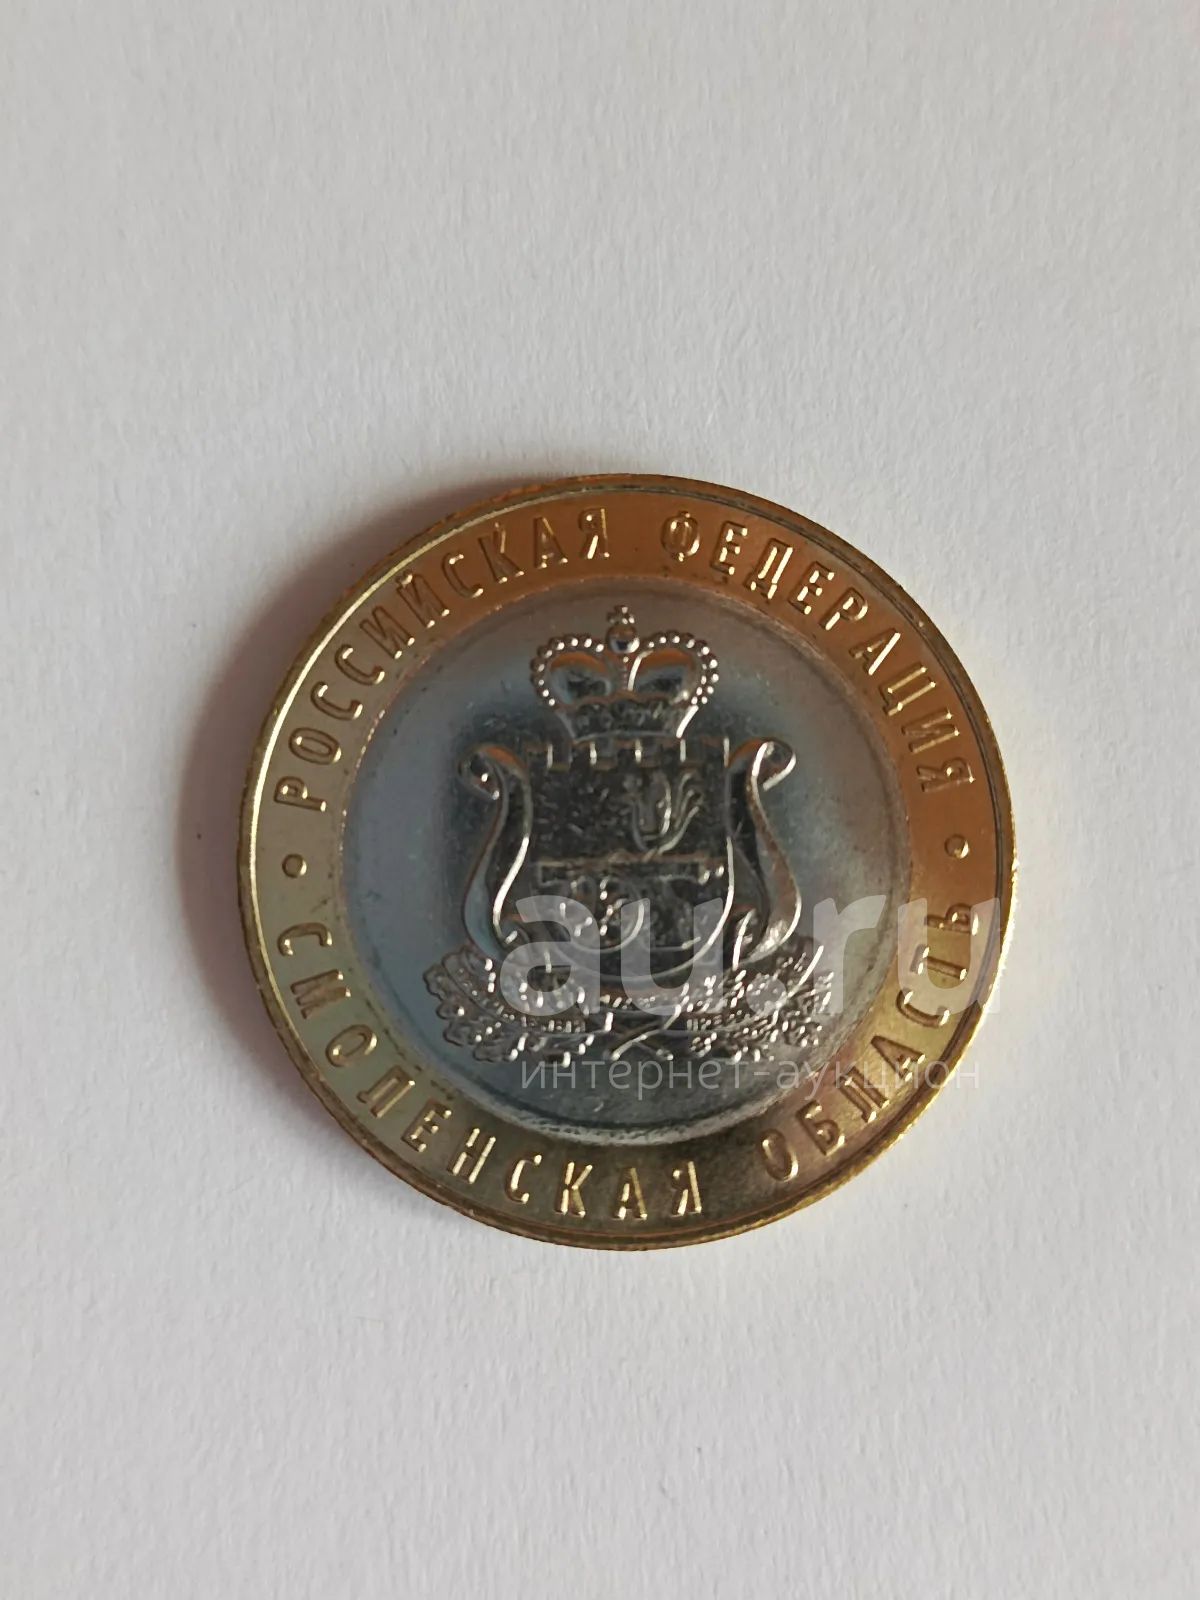 РОССИЙСКАЯ ФЕДЕРАЦИЯ
СМОЛЕНСКАЯ ОБЛАСТЬ
au.ru
интернет-аукцион